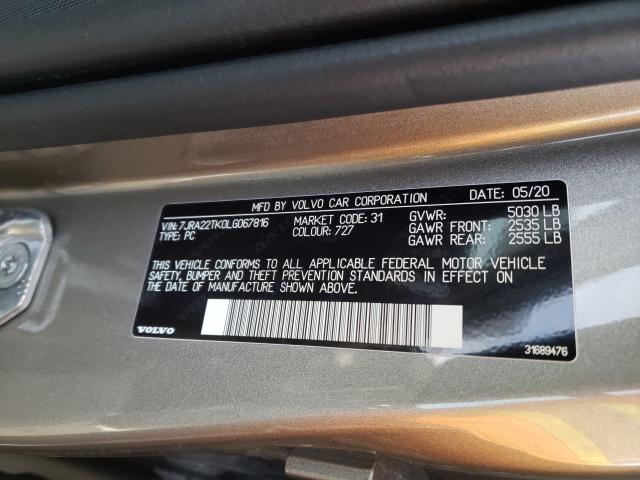 MFD BY VOLVO CAR CORPORATION DATE: 05/20
VIN: 7JRA22TK0LG067816 MARKET CODE: 31 GVWR: 5030 LB
TYPE: PC COLOUR: 727 GAWR FRONT: 2535 LB
GAWR REAR: 2555 LB
THIS VEHICLE CONFORMS TO ALL APPLICABLE FEDERAL MOTOR VEHICLE
SAFETY, BUMPER AND THEFT PREVENTION STANDARDS IN EFFECT ON
THE DATE OF MANUFACTURE SHOWN ABOVE.
VOLVO
31689476